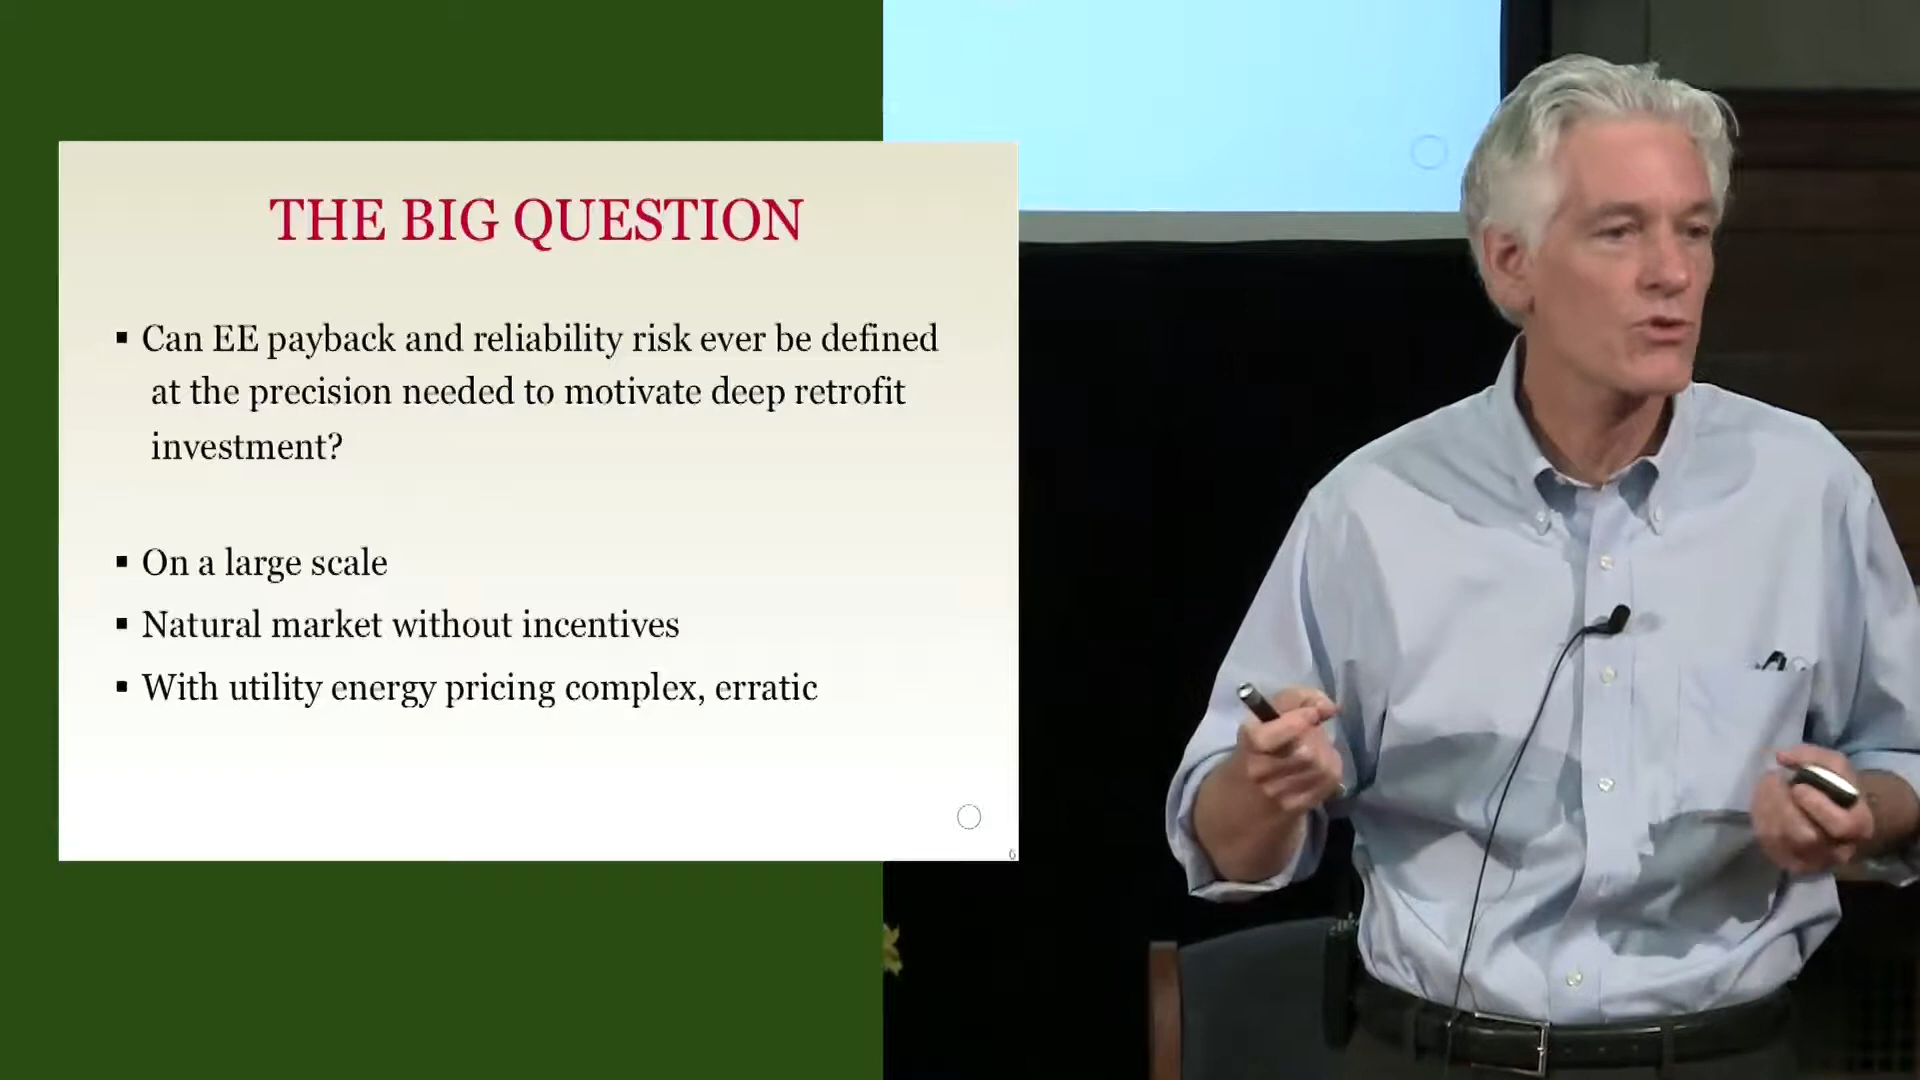 THE BIG QUESTION
▪ Can EE payback and reliability risk ever be defined
at the precision needed to motivate deep retrofit
investment?
▪ On a large scale
▪ Natural market without incentives
▪ With utility energy pricing complex, erratic
6